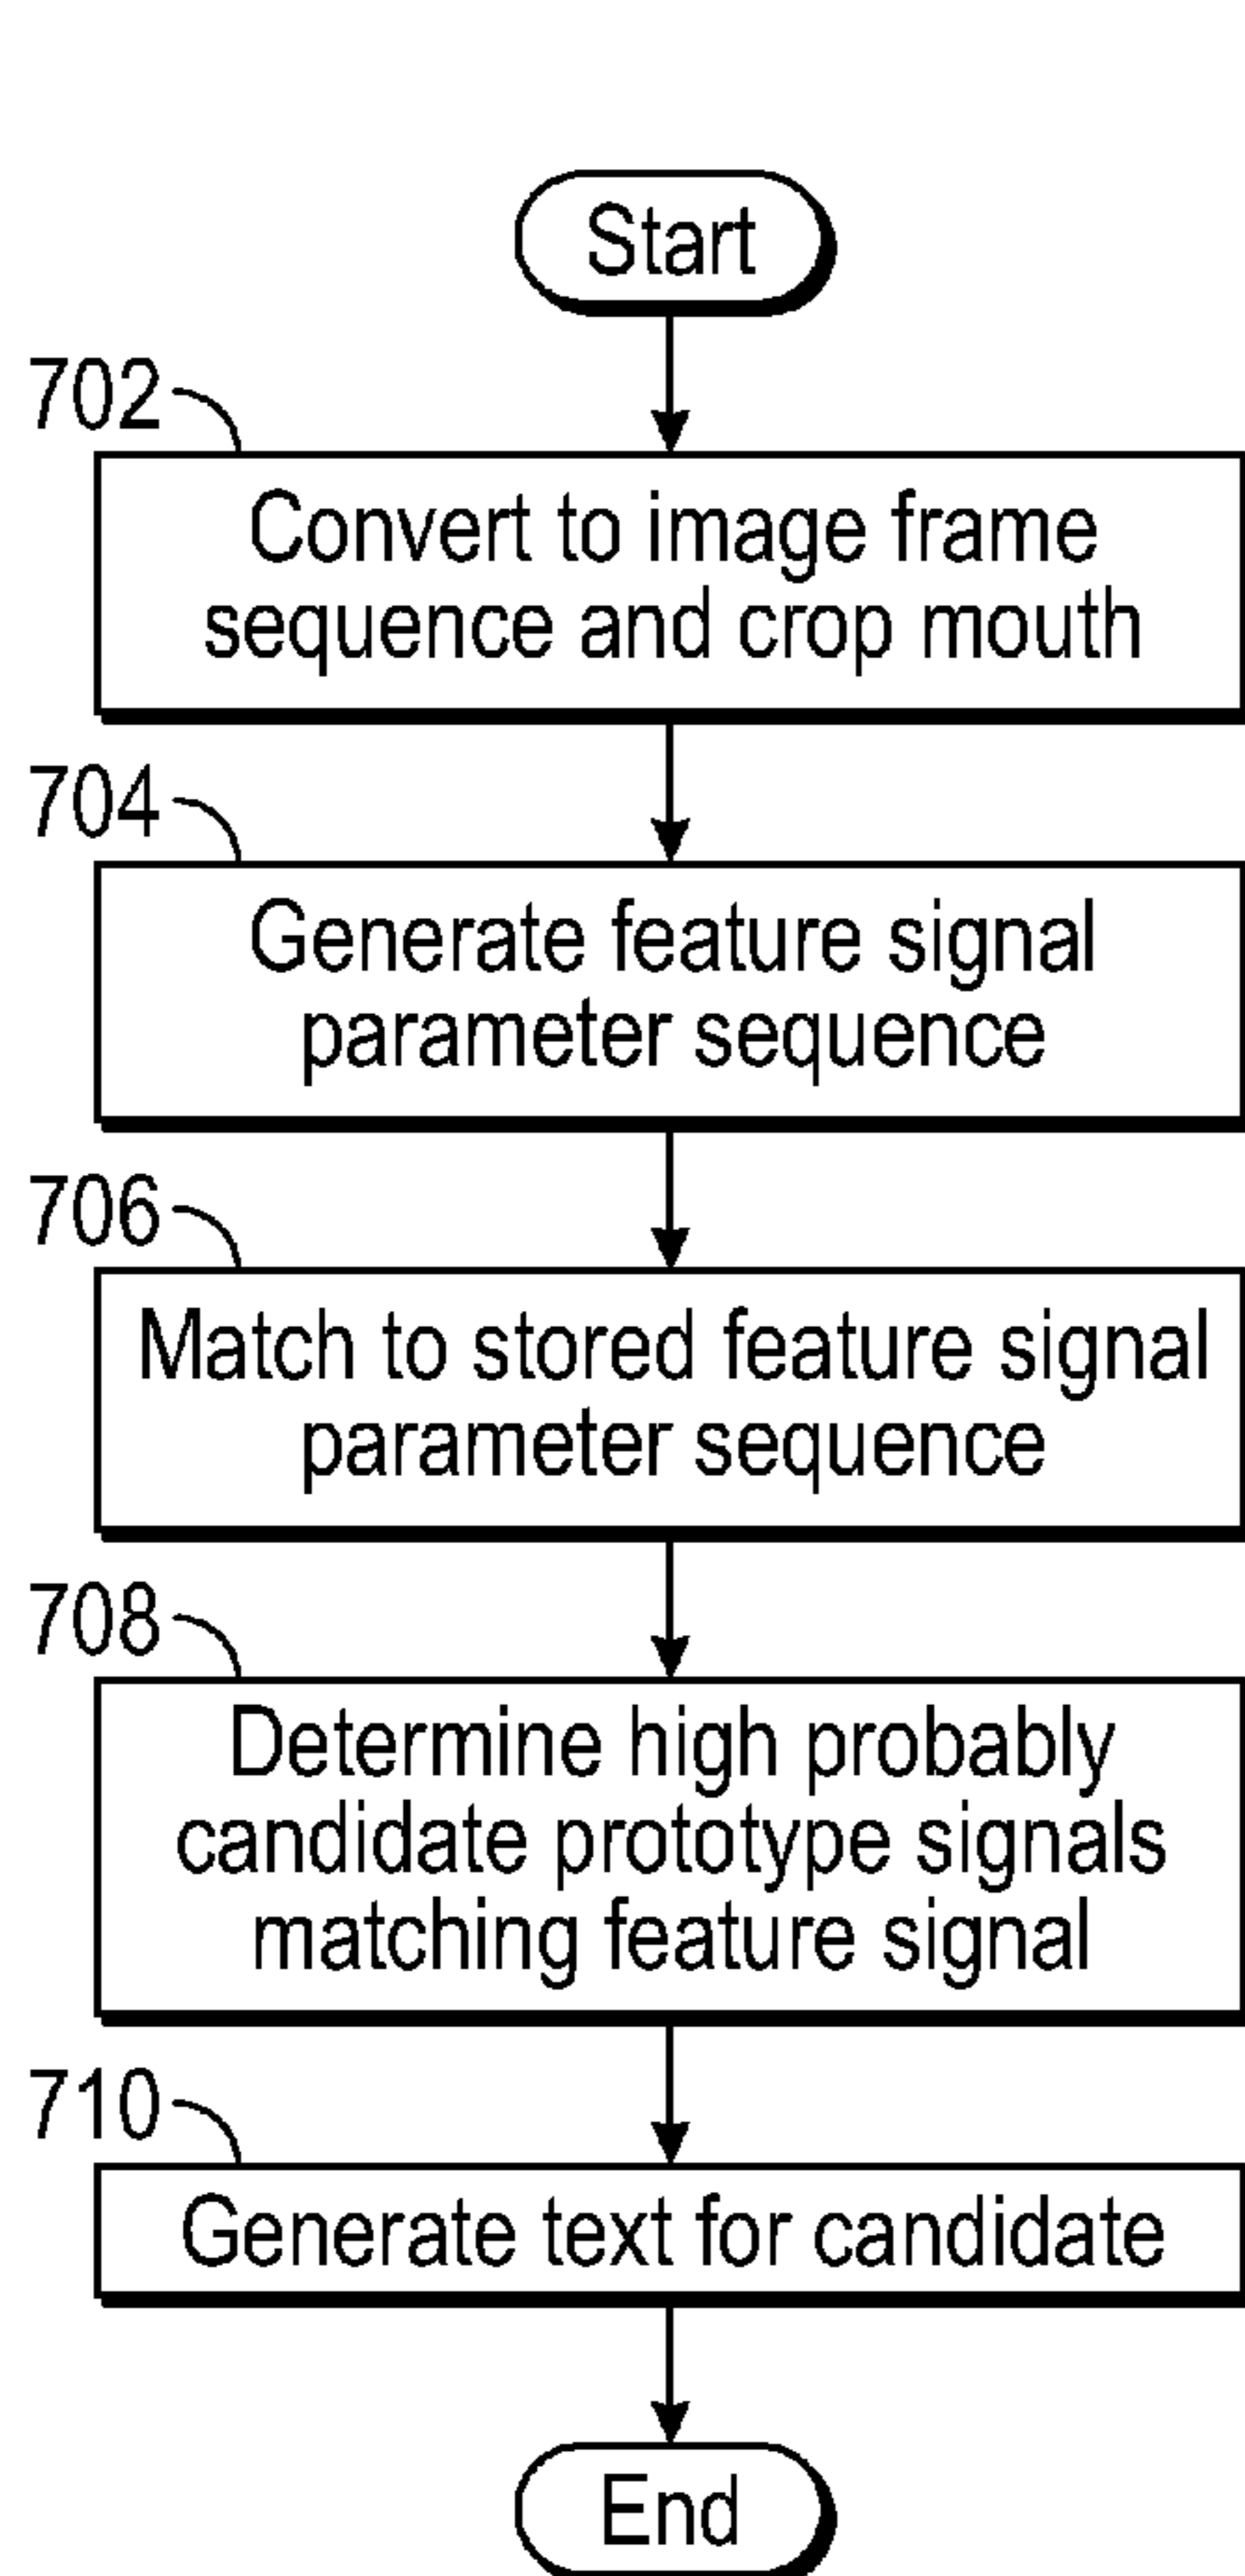 Start
702
Convert to image frame
sequence and crop mouth
704
Generate feature signal
parameter sequence
706
Match to stored feature signal
parameter sequence
708
Determine high probably
candidate prototype signals
matching feature signal
710
Generate text for candidate
End